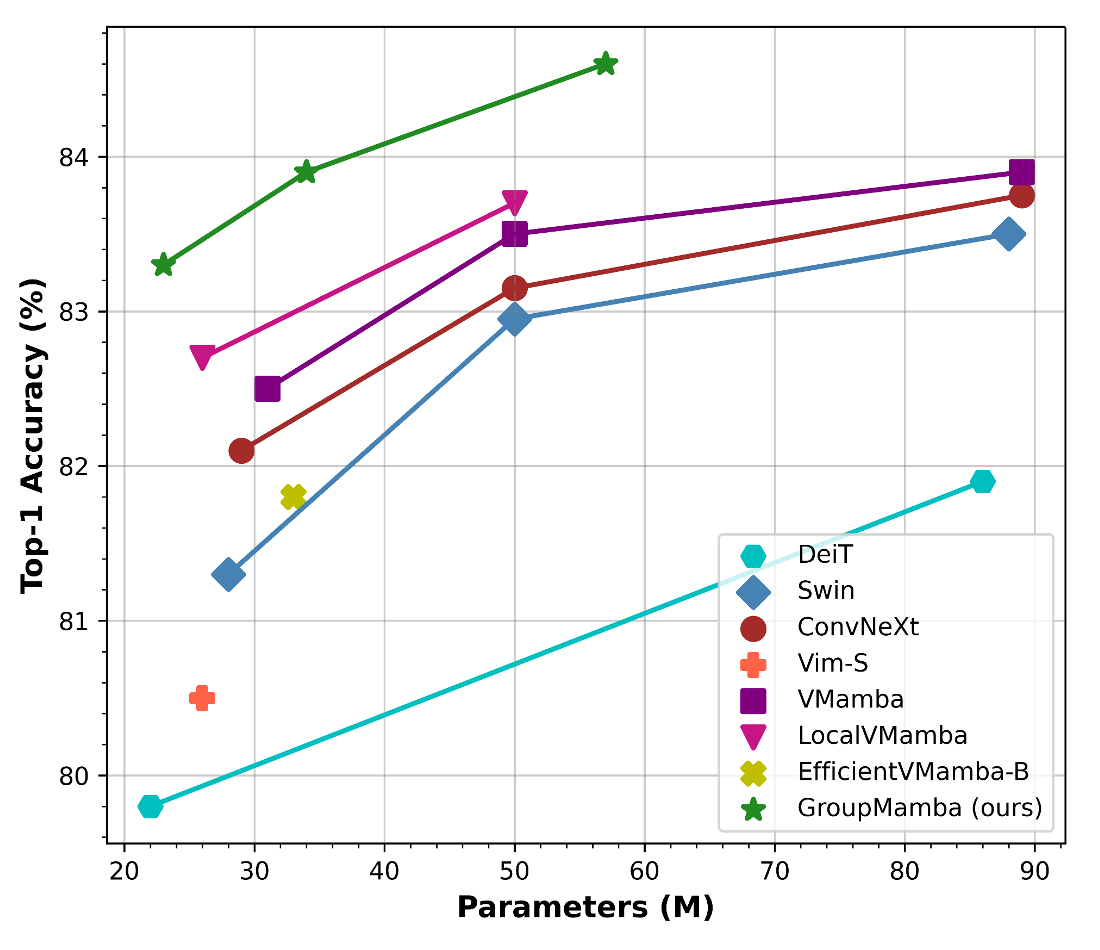 84
83
82
81
80
Top-1 Accuracy (%)
DeiT
Swin
ConvNeXt
Vim-S
VMamba
LocalVMamba
EfficientVMamba-B
GroupMamba (ours)
20 30 40 50 60 70 80 90
Parameters (M)